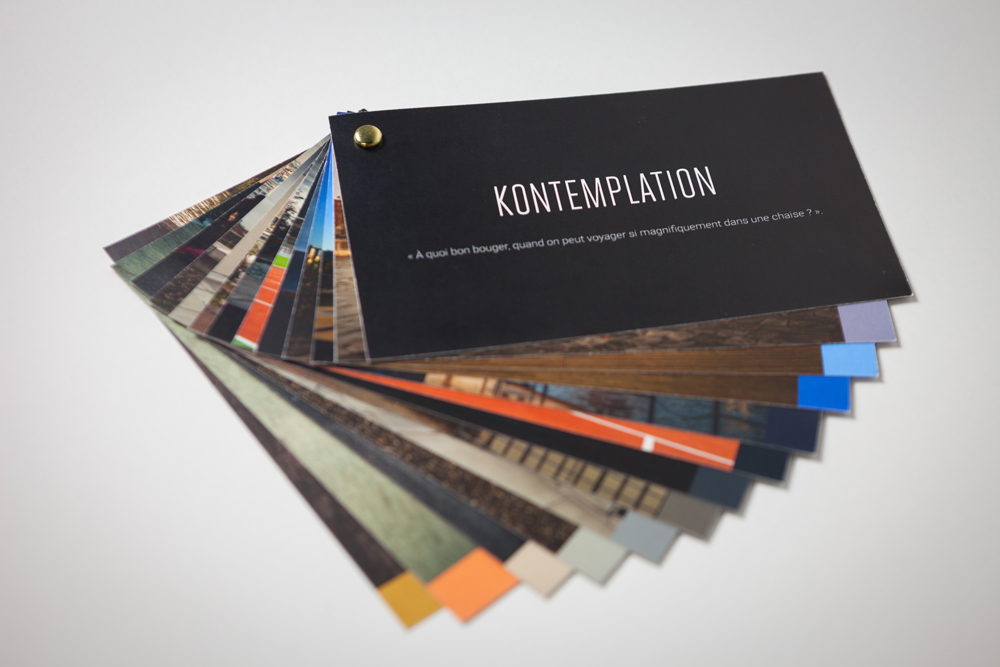 KONTEMPLATION
« À quoi bon bouger, quand on peut voyager si magnifiquement dans une chaise ? ».